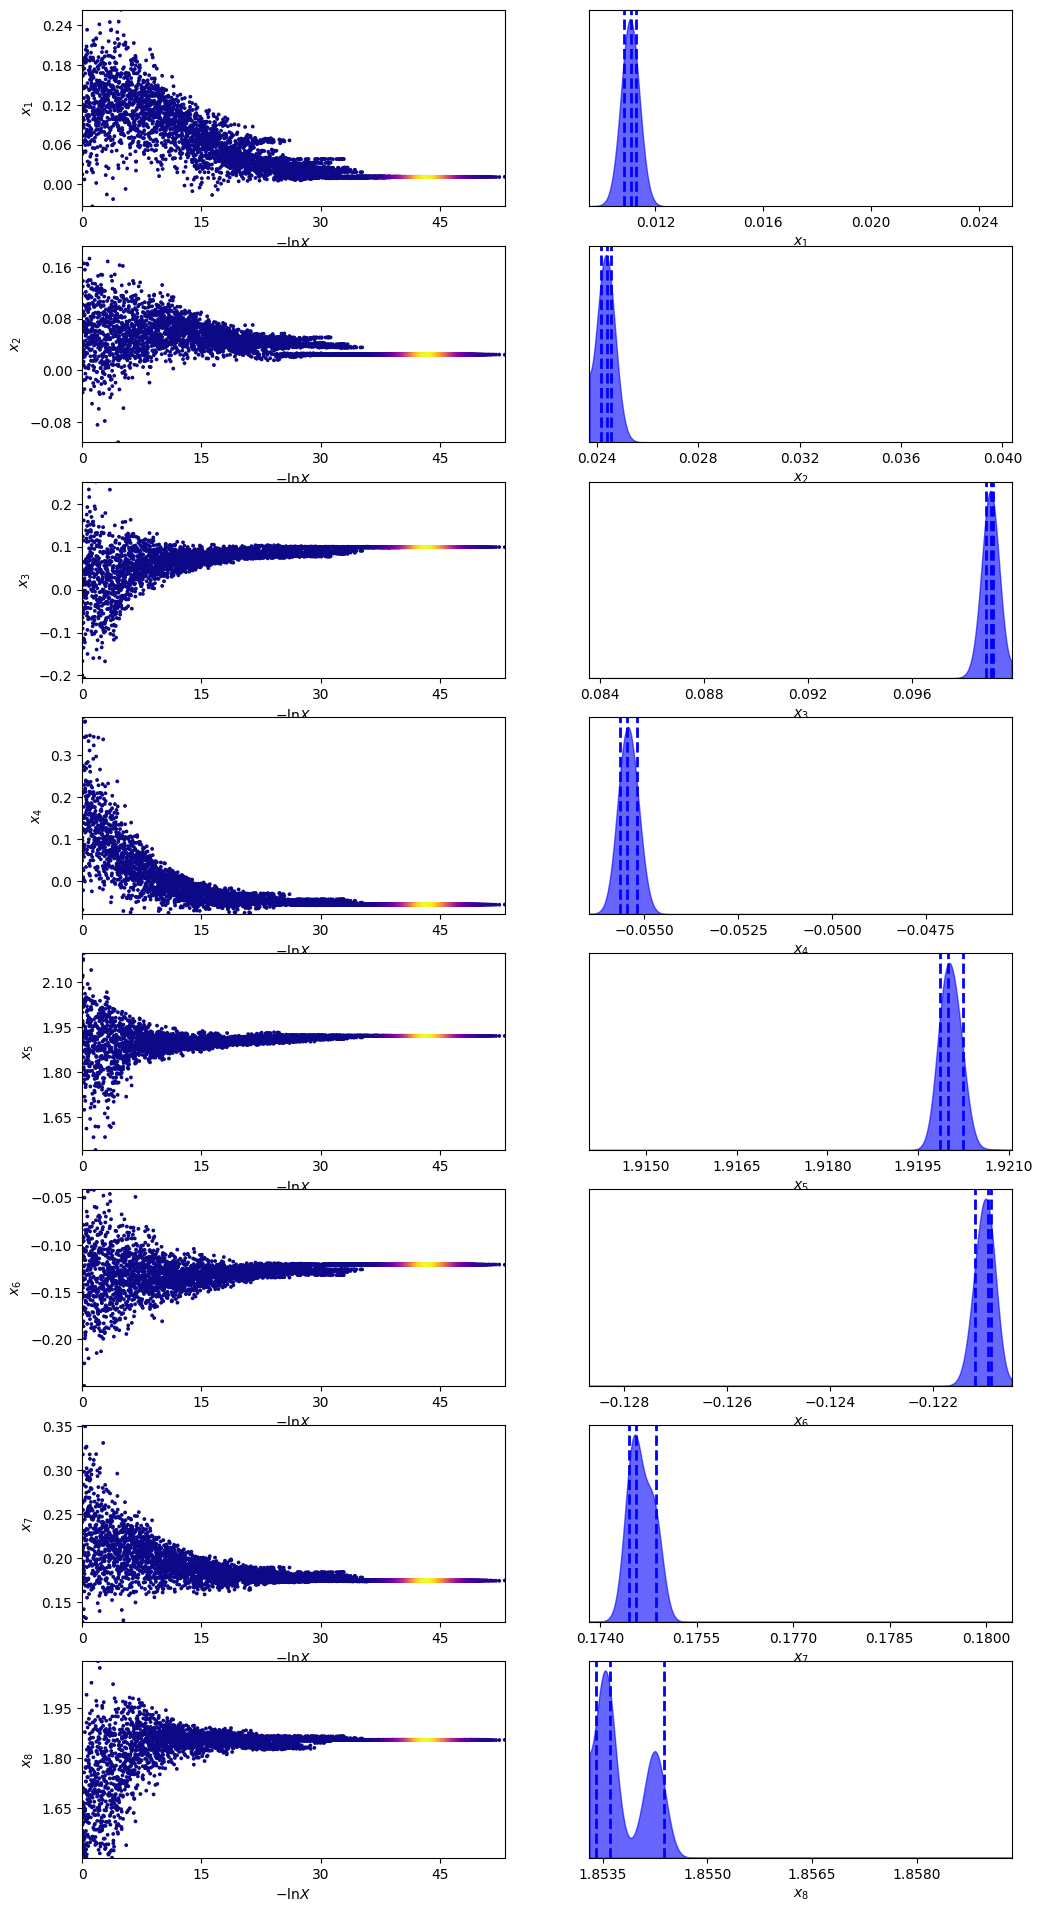 0.24
0.18
0.12
0.06
0.00
x₁
0 15 30 45
−lnX
0.012 0.016 0.020 0.024
x₁
0.16
0.08
0.00
−0.08
x₂
0 15 30 45
−lnX
0.024 0.028 0.032 0.036 0.040
x₂
0.2
0.1
0.0
−0.1
−0.2
x₃
0 15 30 45
−lnX
0.084 0.088 0.092 0.096
x₃
0.3
0.2
0.1
0.0
x₄
0 15 30 45
−lnX
−0.0550 −0.0525 −0.0500 −0.0475
x₄
2.10
1.95
1.80
1.65
x₅
0 15 30 45
−lnX
1.9150 1.9165 1.9180 1.9195 1.9210
x₅
−0.05
−0.10
−0.15
−0.20
x₆
0 15 30 45
−lnX
−0.128 −0.126 −0.124 −0.122
x₆
0.35
0.30
0.25
0.20
0.15
x₇
0 15 30 45
−lnX
0.1740 0.1755 0.1770 0.1785 0.1800
x₇
1.95
1.80
1.65
x₈
0 15 30 45
−lnX
1.8535 1.8550 1.8565 1.8580
x₈